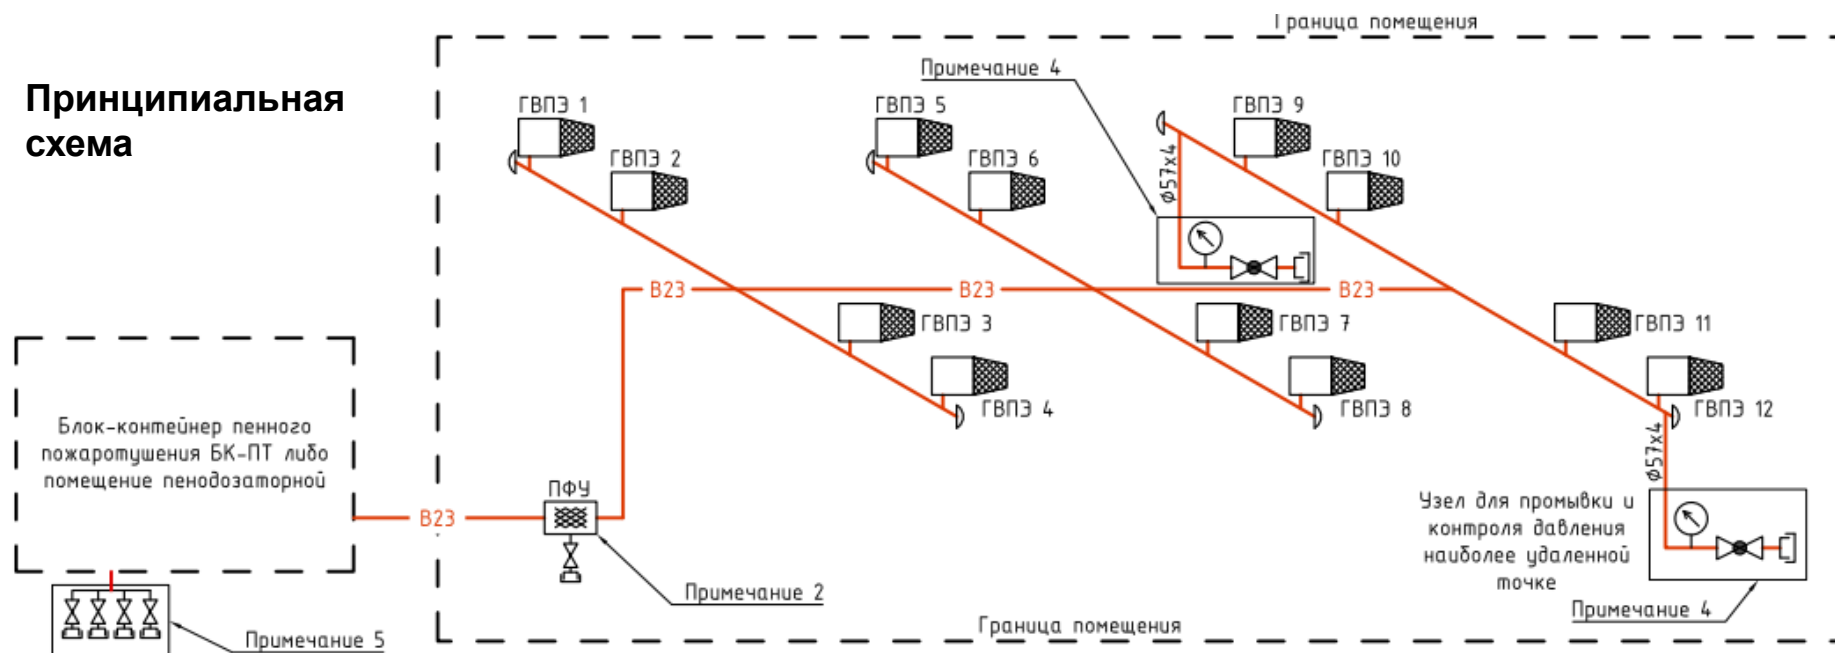 Граница помещения
Принципиальная
схема
Примечание 4
ГВПЭ 1
ГВПЭ 2
ГВПЭ 5
ГВПЭ 6
ГВПЭ 9
ГВПЭ 10
Ø57х4
В23
В23
В23
ГВПЭ 3
ГВПЭ 4
ГВПЭ 7
ГВПЭ 8
ГВПЭ 11
ГВПЭ 12
Ø57х4
Блок-контейнер пенного
пожаротушения БК-ПТ либо
помещение пенодозаторной
В23
ПФУ
Примечание 2
Узел для промывки и
контроля давления
наиболее удаленной
точке
Примечание 4
Примечание 5
Граница помещения